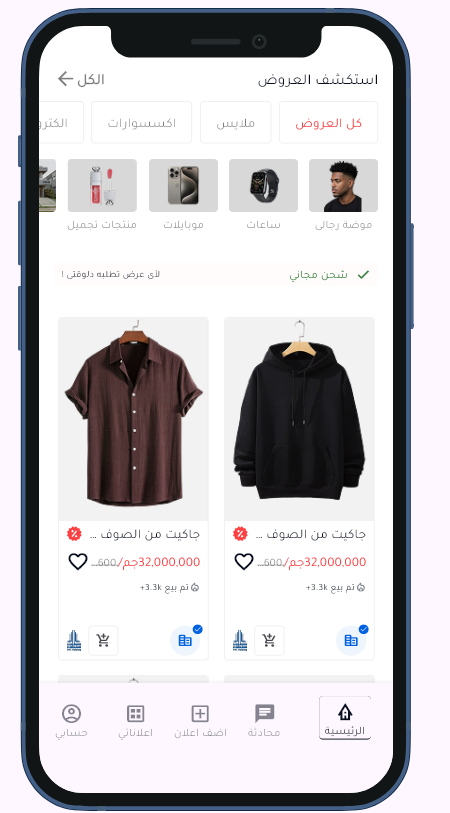 استكشف العروض
الكل
كل العروض
ملابس
اكسسوارات
الكترو
موضة رجالى
ساعات
موبايلات
منتجات تجميل
شحن مجاني
لأى عرض تطلبه دلوقتى !
جاكيت من الصوف ...
32,000,000جم/600...
تم بيع 3.3k+
جاكيت من الصوف ...
32,000,000جم/600...
تم بيع 3.3k+
الرئيسية
محادثة
اضف اعلان
اعلاناتي
حسابي